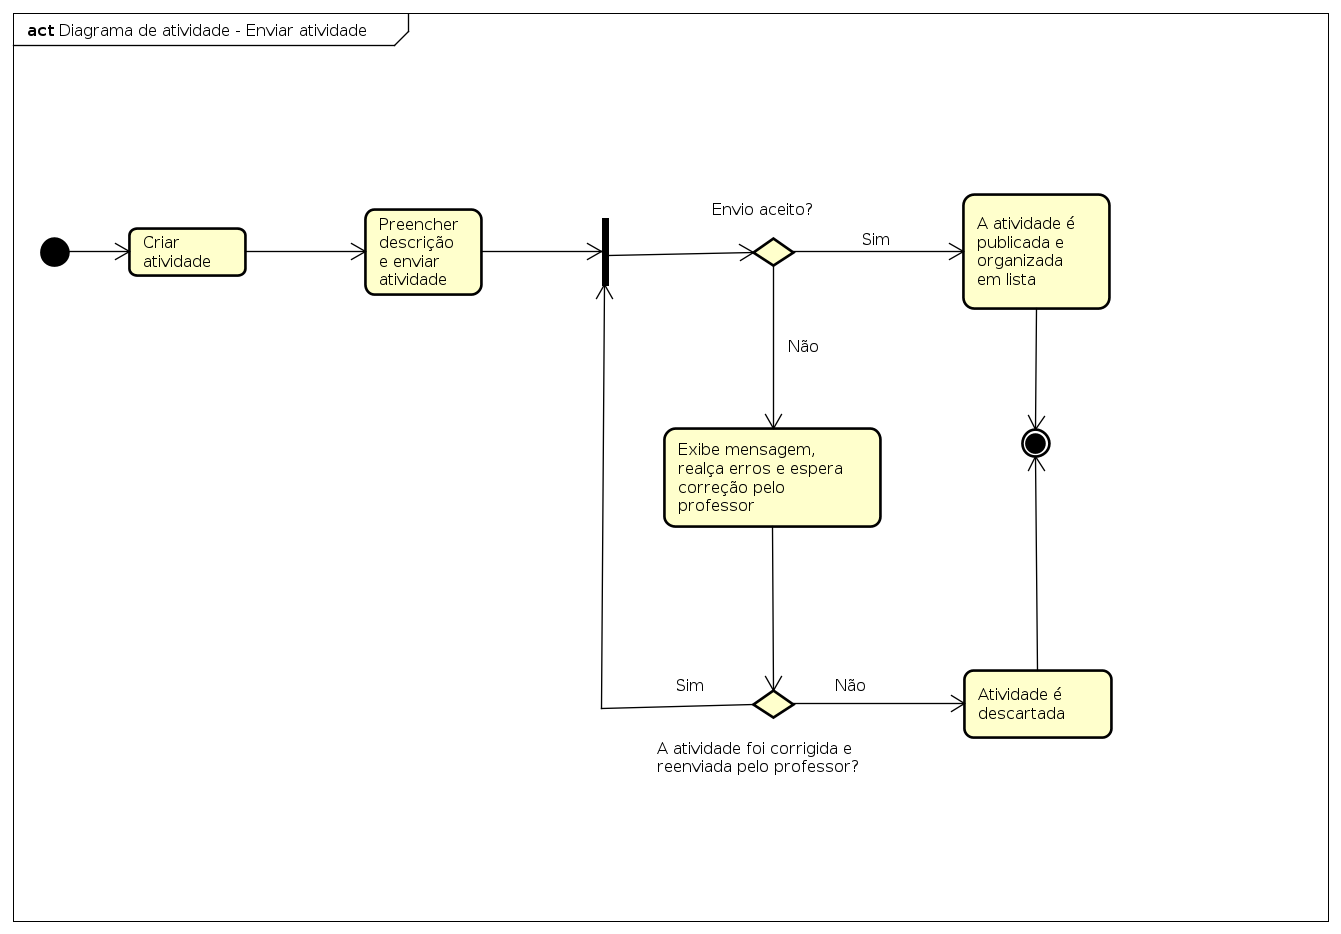 act Diagrama de atividade - Enviar atividade
Criar
atividade
Preencher
descrição
e enviar
atividade
Envio aceito?
Sim
A atividade é
publicada e
organizada
em lista
Não
Exibe mensagem,
realça erros e espera
correção pelo
professor
Sim
Não
Atividade é
descartada
A atividade foi corrigida e
reenviada pelo professor?